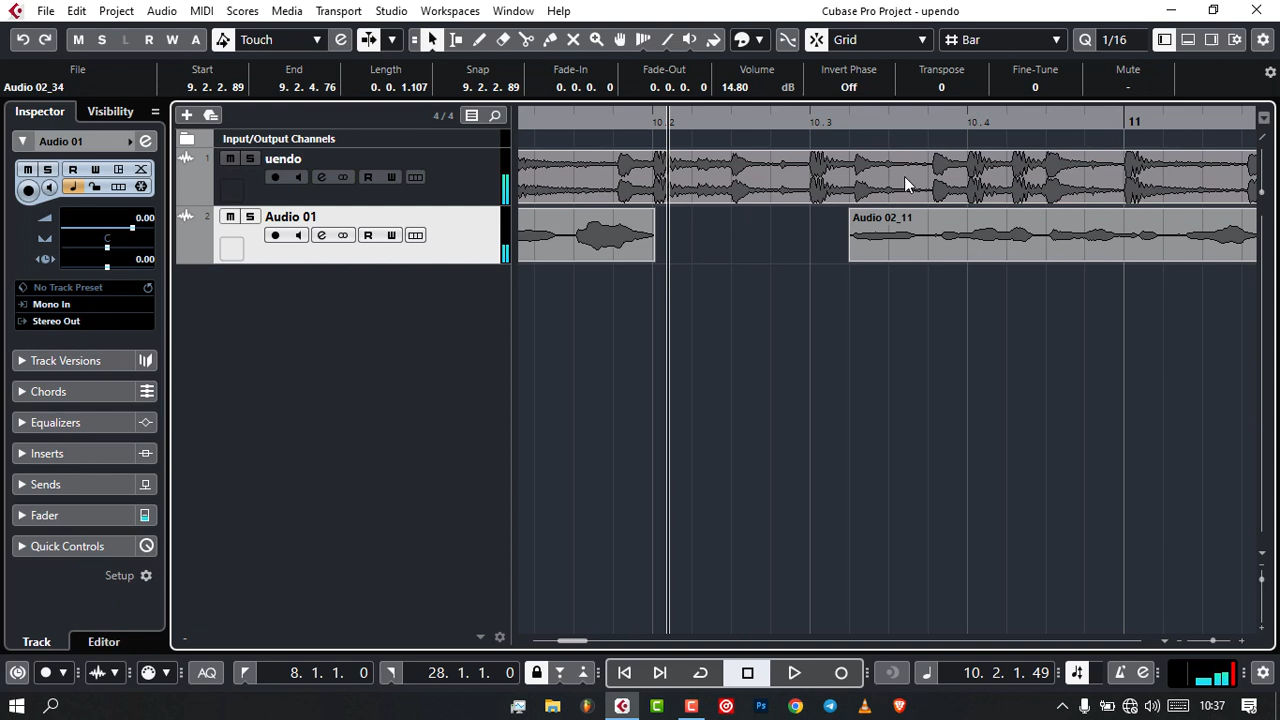 File Edit Project Audio MIDI Scores Media Transport Studio Workspaces Window Help Cubase Pro Project - upendo
M S L R W A Touch Grid Bar Q 1/16
File Start End Length Snap Fade-In Fade-Out Volume Invert Phase Transpose Fine-Tune Mute
Audio 02_34 9. 2. 2. 89 9. 2. 4. 76 0. 0. 1.107 9. 2. 2. 89 0. 0. 0. 0 0. 0. 0. 0 14.80 dB Off 0 0 -
Inspector Visibility
4 / 4
10. 2 10. 3 10. 4 11
Audio 01
Input/Output Channels
M S R W
1 M S uendo
R W
0.00
C
0.00
2 M S Audio 01
R W
Audio 02_11
No Track Preset
Mono In
Stereo Out
Track Versions
Chords
Equalizers
Inserts
Sends
Fader
Quick Controls
Setup
Track Editor
-
AQ 8. 1. 1. 0 28. 1. 1. 0 10. 2. 1. 49
Ps 10:37